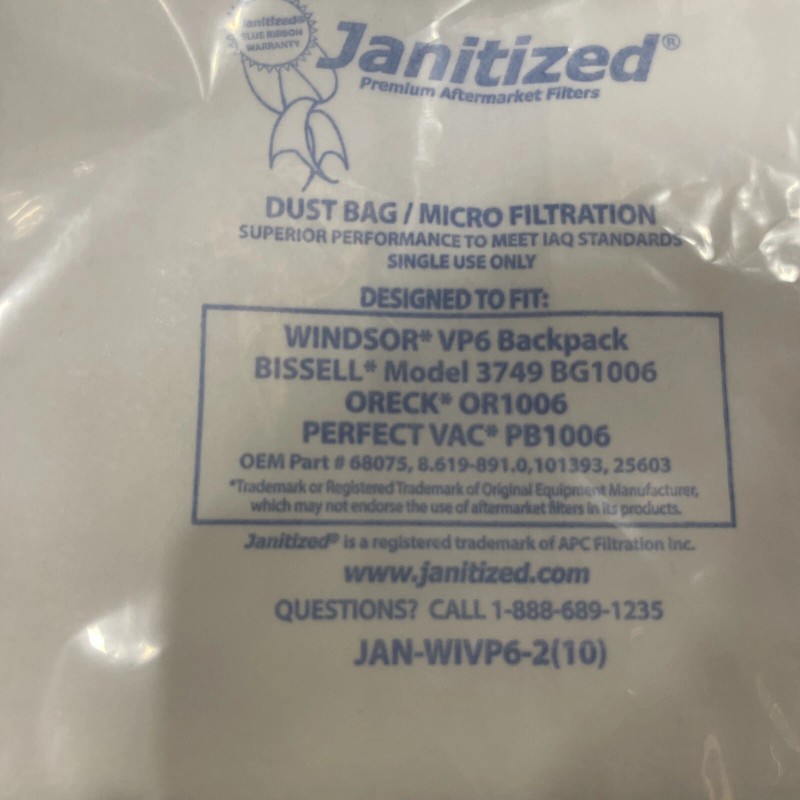 Janitized®
BLUE RIBBON
WARRANTY
Janitized®
Premium Aftermarket Filters
DUST BAG / MICRO FILTRATION
SUPERIOR PERFORMANCE TO MEET IAQ STANDARDS
SINGLE USE ONLY
DESIGNED TO FIT:
WINDSOR* VP6 Backpack
BISSELL* Model 3749 BG1006
ORECK* OR1006
PERFECT VAC* PB1006
OEM Part # 68075, 8.619-891.0,101393, 25603
*Trademark or Registered Trademark of Original Equipment Manufacturer,
which may not endorse the use of aftermarket filters in its products.
Janitized® is a registered trademark of APC Filtration Inc.
www.janitized.com
QUESTIONS? CALL 1-888-689-1235
JAN-WIVP6-2(10)